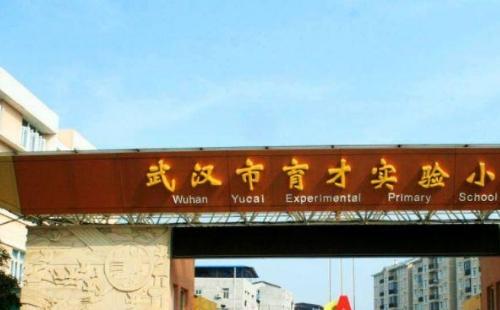 武汉市育才实验小
Wuhan Yucai Experimental Primary School